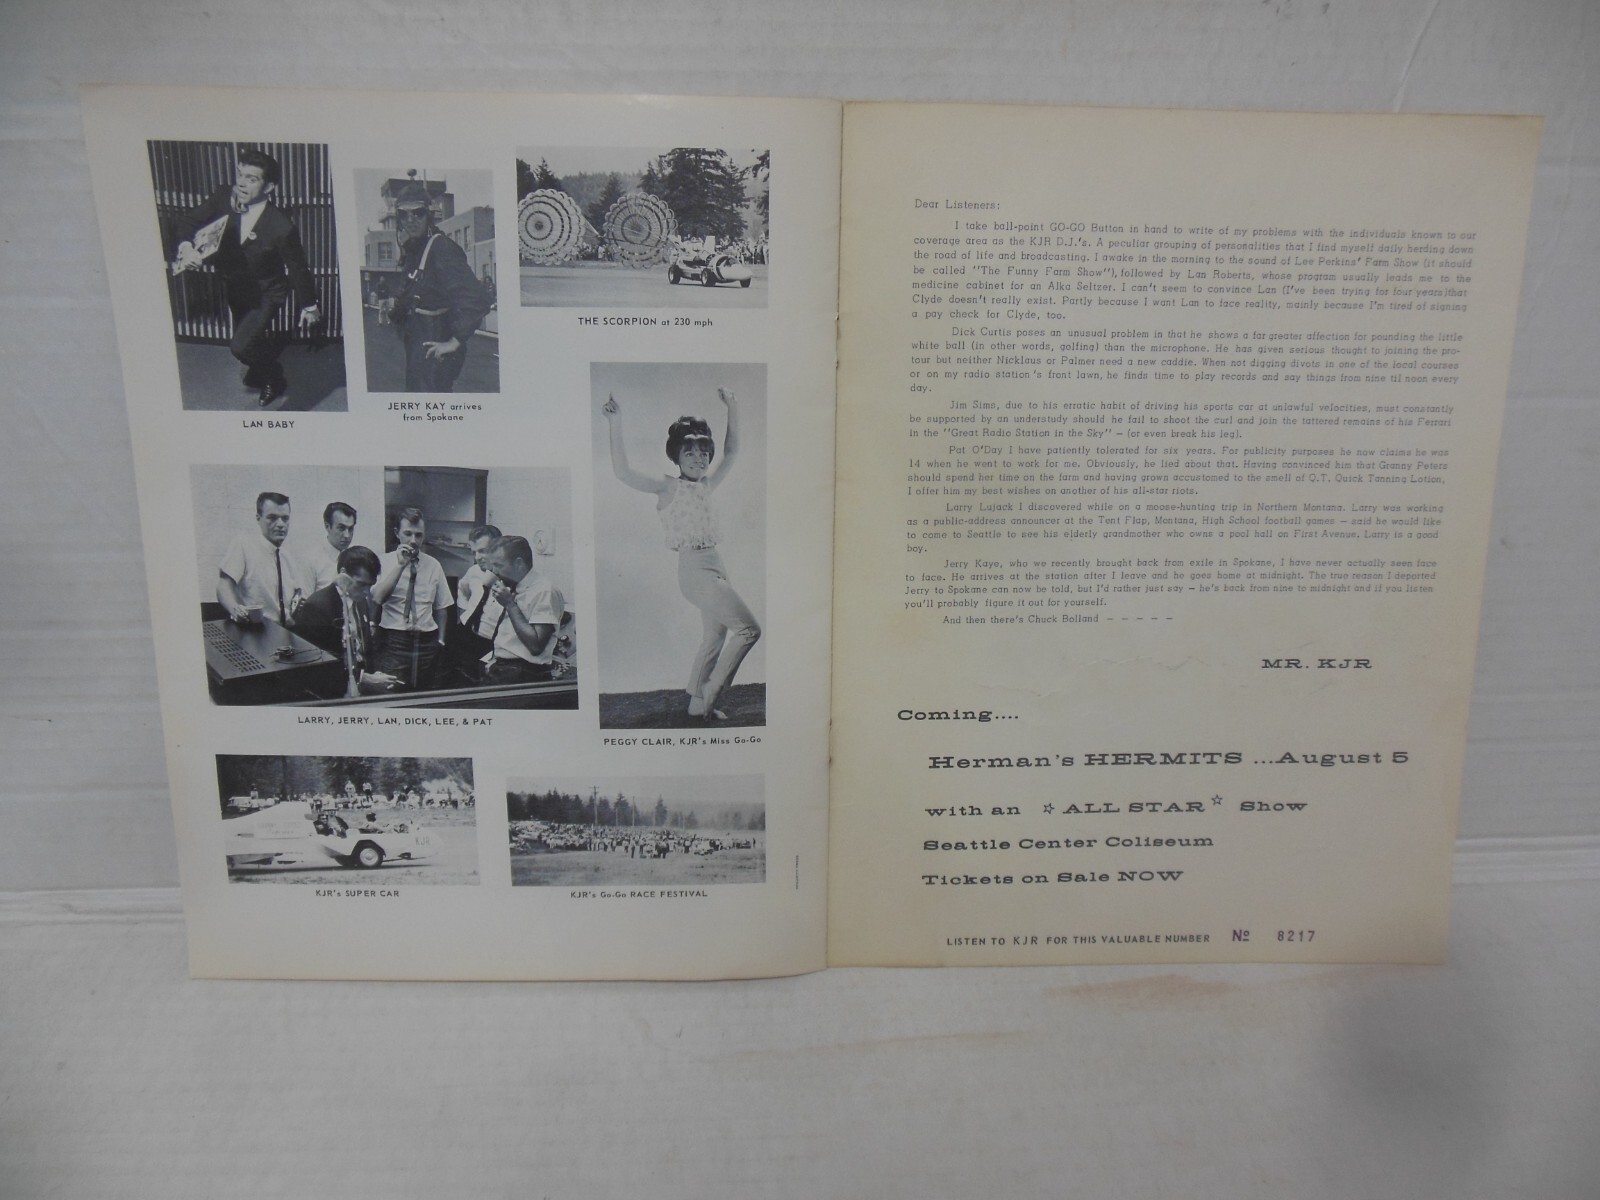 LAN BABY
JERRY KAY arrives
from Spokane
THE SCORPION at 230 mph
LARRY, JERRY, LAN, DICK, LEE, & PAT
PEGGY CLAIR, KJR's Miss Go-Go
KJR's SUPER CAR
KJR's Go-Go RACE FESTIVAL
Dear Listeners:
I take ball-point GO-GO Button in hand to write of my problems with the individuals known to our
coverage area as the KJR D.J.'s. A peculiar grouping of personalities that I find myself daily herding down
the road of life and broadcasting. I awake in the morning to the sound of Lee Perkins' Farm Show (it should
be called "The Funny Farm Show"), followed by Lan Roberts, whose program usually leads me to the
medicine cabinet for an Alka Seltzer. I can't seem to convince Lan (I've been trying for four years)that
Clyde doesn't really exist. Partly because I want Lan to face reality, mainly because I'm tired of signing
a pay check for Clyde, too.
Dick Curtis poses an unusual problem in that he shows a far greater affection for pounding the little
white ball (in other words, golfing) than the microphone. He has given serious thought to joining the pro-
tour but neither Nicklaus or Palmer need a new caddie. When not digging divots in one of the local courses
or on my radio station's front lawn, he finds time to play records and say things from nine til noon every
day.
Jim Sims, due to his erratic habit of driving his sports car at unlawful velocities, must constantly
be supported by an understudy should he fail to shoot the curl and join the tattered remains of his Ferrari
in the "Great Radio Station in the Sky" — (or even break his leg).
Pat O'Day I have patiently tolerated for six years. For publicity purposes he now claims he was
14 when he went to work for me. Obviously, he lied about that. Having convinced him that Granny Peters
should spend her time on the farm and having grown accustomed to the smell of Q.T. Quick Tanning Lotion,
I offer him my best wishes on another of his all-star riots.
Larry Lujack I discovered while on a moose-hunting trip in Northern Montana. Larry was working
as a public-address announcer at the Tent Flap, Montana, High School football games — said he would like
to come to Seattle to see his elderly grandmother who owns a pool hall on First Avenue. Larry is a good
boy.
Jerry Kaye, who we recently brought back from exile in Spokane, I have never actually seen face
to face. He arrives at the station after I leave and he goes home at midnight. The true reason I deported
Jerry to Spokane can now be told, but I'd rather just say — he's back from nine to midnight and if you listen
you'll probably figure it out for yourself.
And then there's Chuck Bolland — — — — —
MR. KJR
Coming....
Herman's HERMITS ...August 5
with an ☆ ALL STAR ☆ Show
Seattle Center Coliseum
Tickets on Sale NOW
LISTEN TO KJR FOR THIS VALUABLE NUMBER Nº 8217